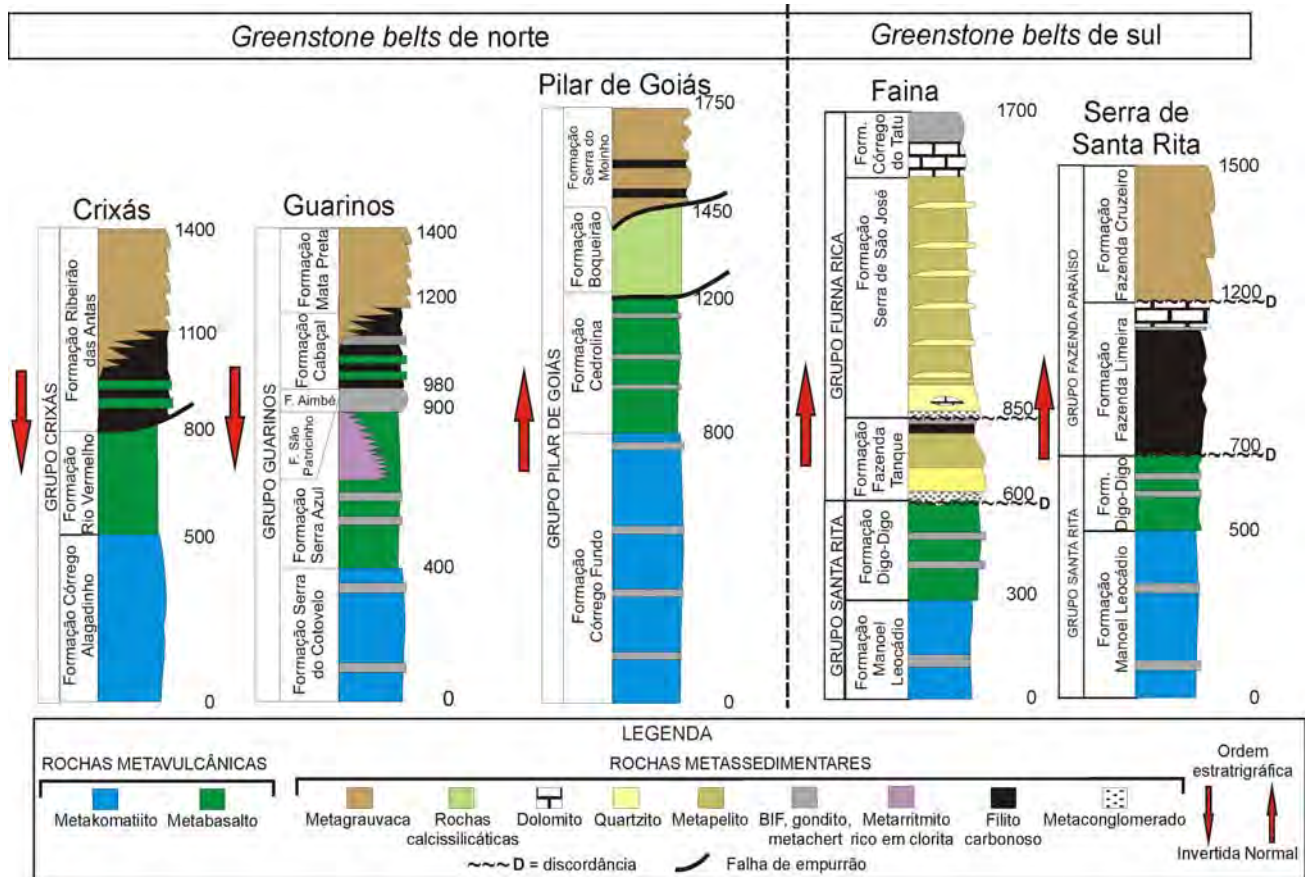 Greenstone belts de norte
Greenstone belts de sul
Crixás
1400
1100
800
500
0
GRUPO CRIXÁS
Formação Ribeirão
das Antas
Formação
Rio Vermelho
Formação Córrego
Alagadinho
Guarinos
1400
1200
980
900
400
0
GRUPO GUARINOS
Formação
Mata Preta
Formação
Cabaçal
F. Aimbé
F. São
Patricinho
Formação
Serra Azul
Formação Serra
do Cotovelo
Pilar de Goiás
1750
1450
1200
800
0
GRUPO PILAR DE GOIÁS
Formação
Serra do
Moinho
Formação
Boqueirão
Formação
Cedrolina
Formação
Córrego Fundo
Faina
1700
850
600
D
300
0
GRUPO FURNA RICA
GRUPO SANTA RITA
Form.
Córrego
do Tatu
Formação
Serra de São José
Formação
Fazenda
Tanque
Formação
Digo-Digo
Formação
Manoel
Leocádio
Serra de
Santa Rita
1500
1200
D
700
D
500
0
GRUPO FAZENDA PARAÍSO
GRUPO SANTA RITA
Formação
Fazenda Cruzeiro
Formação
Fazenda Limeira
Form.
Digo-Digo
Formação
Manoel Leocádio
LEGENDA
ROCHAS METAVULCÂNICAS
Metakomatiito
Metabasalto
ROCHAS METASSEDIMENTARES
Metagrauvaca
Rochas
calcissilicáticas
Dolomito
Quartzito
Metapelito
BIF, gondito,
metachert
Metarritmito
rico em clorita
Filito
carbonoso
Metaconglomerado
D = discordância
Falha de empurrão
Ordem
estratrigráfica
Invertida
Normal